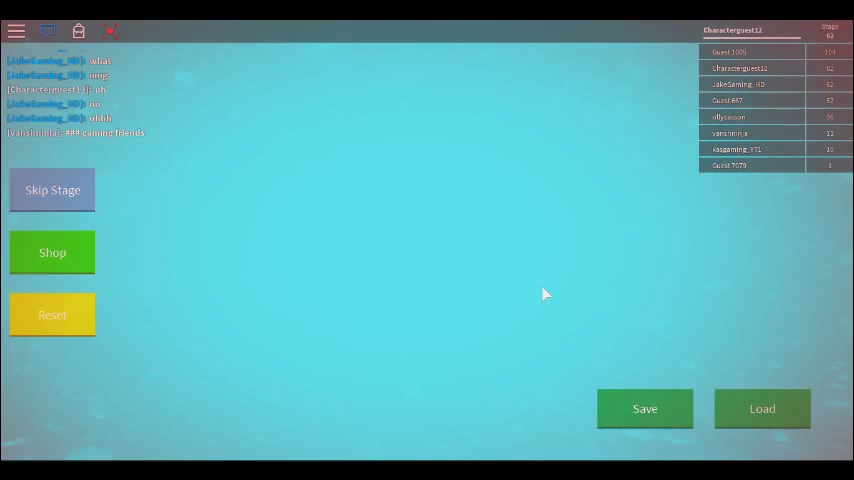 Characterguest12
Stage
62
[JakeGaming_HD]: what
[JakeGaming_HD]: omg
[Characterguest12]: uh
[JakeGaming_HD]: no
[JakeGaming_HD]: uhhh
[vanshninja]: ### gaming friends
Guest 1005 104
Characterguest12 62
JakeGaming_HD 62
Guest 667 57
ollycasson 36
vanshninja 11
kasgaming_YT1 10
Guest 7079 1
Skip Stage
Shop
Reset
Save
Load